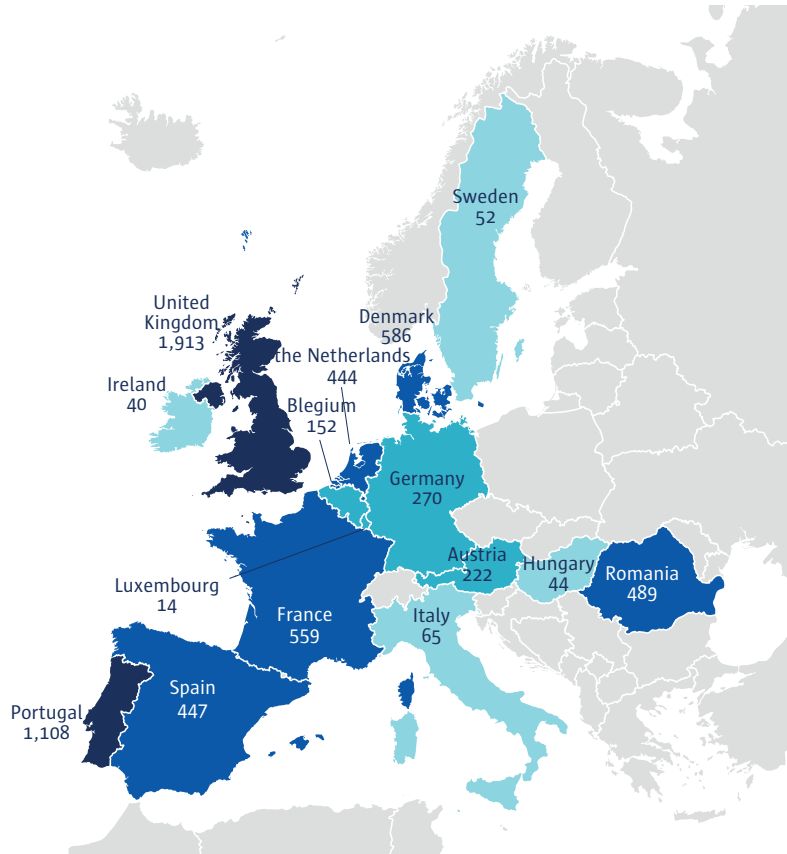 Sweden
52
United
Kingdom
1,913
Denmark
586
the Netherlands
444
Ireland
40
Blegium
152
Germany
270
Austria
222
Hungary
44
Romania
489
Luxembourg
14
France
559
Italy
65
Spain
447
Portugal
1,108